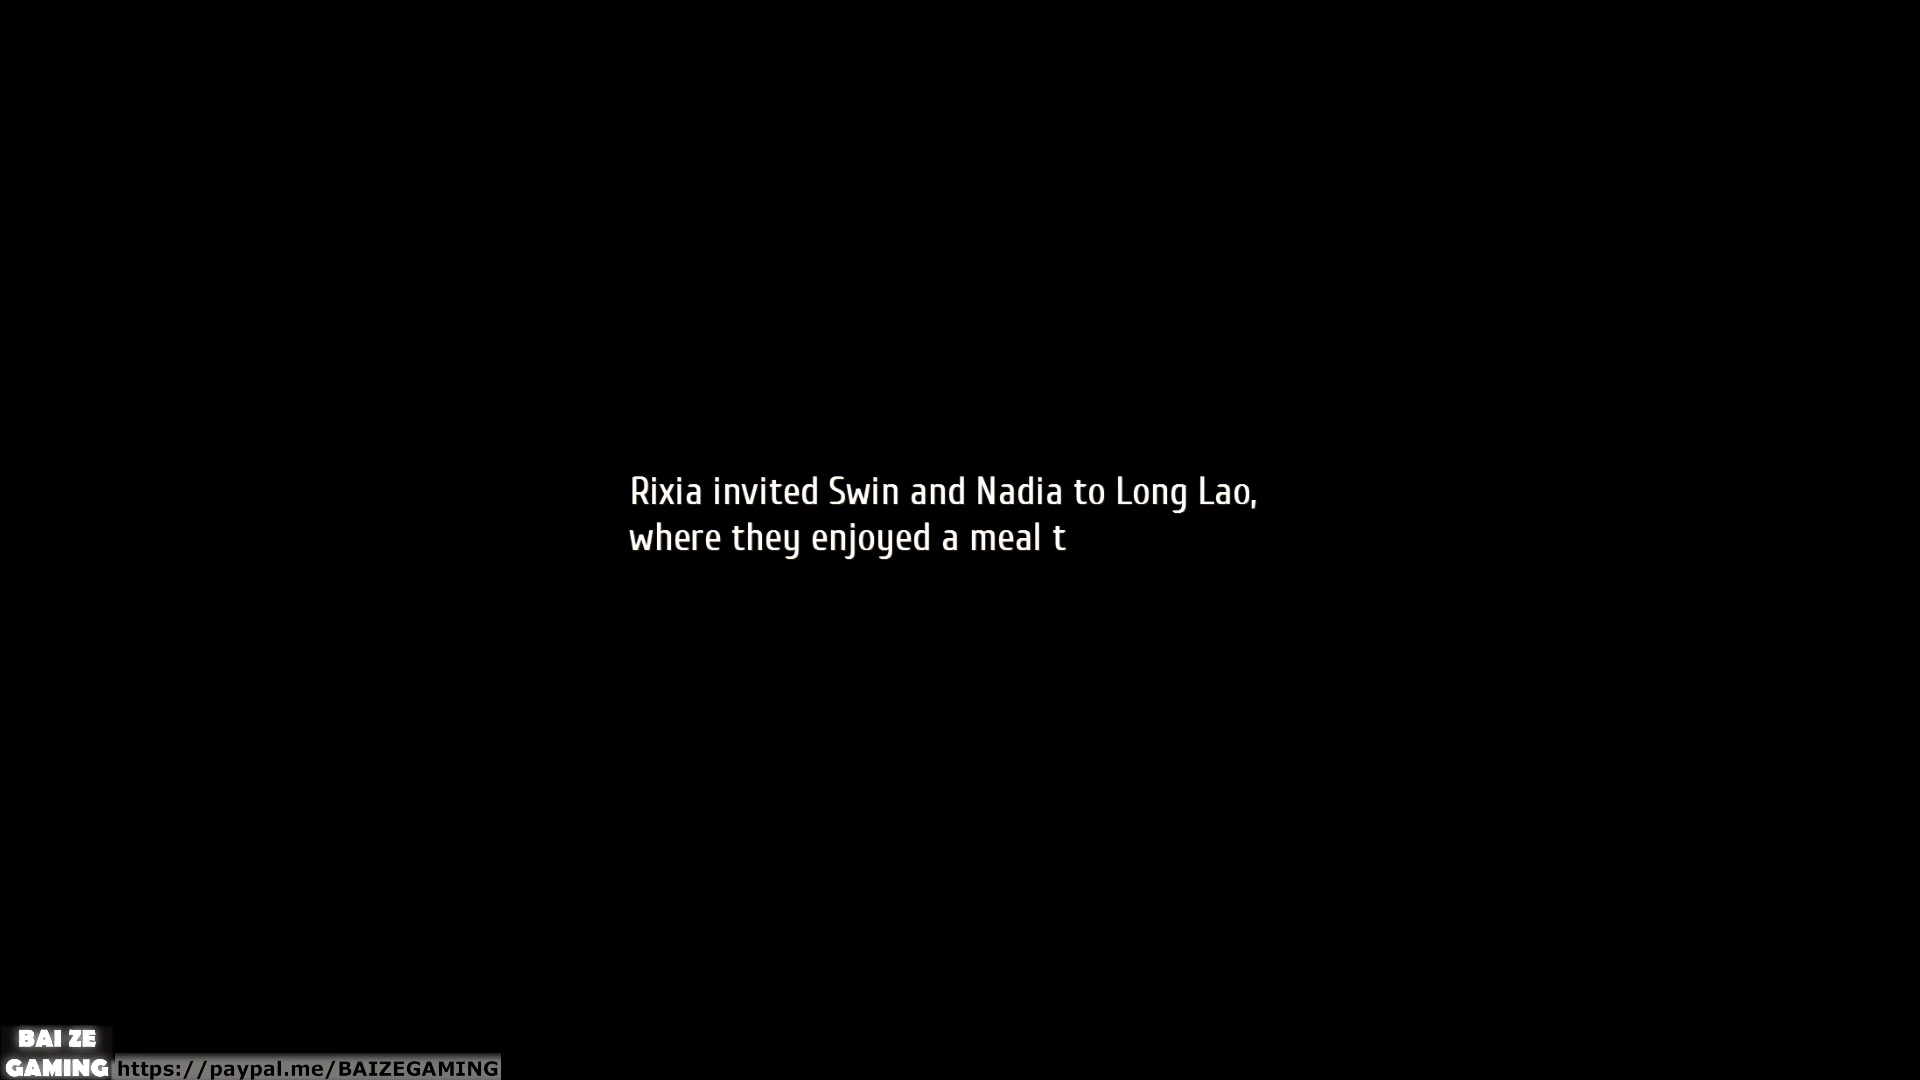 Rixia invited Swin and Nadia to Long Lao,
where they enjoyed a meal t
BAI ZE
GAMING
https://paypal.me/BAIZEGAMING